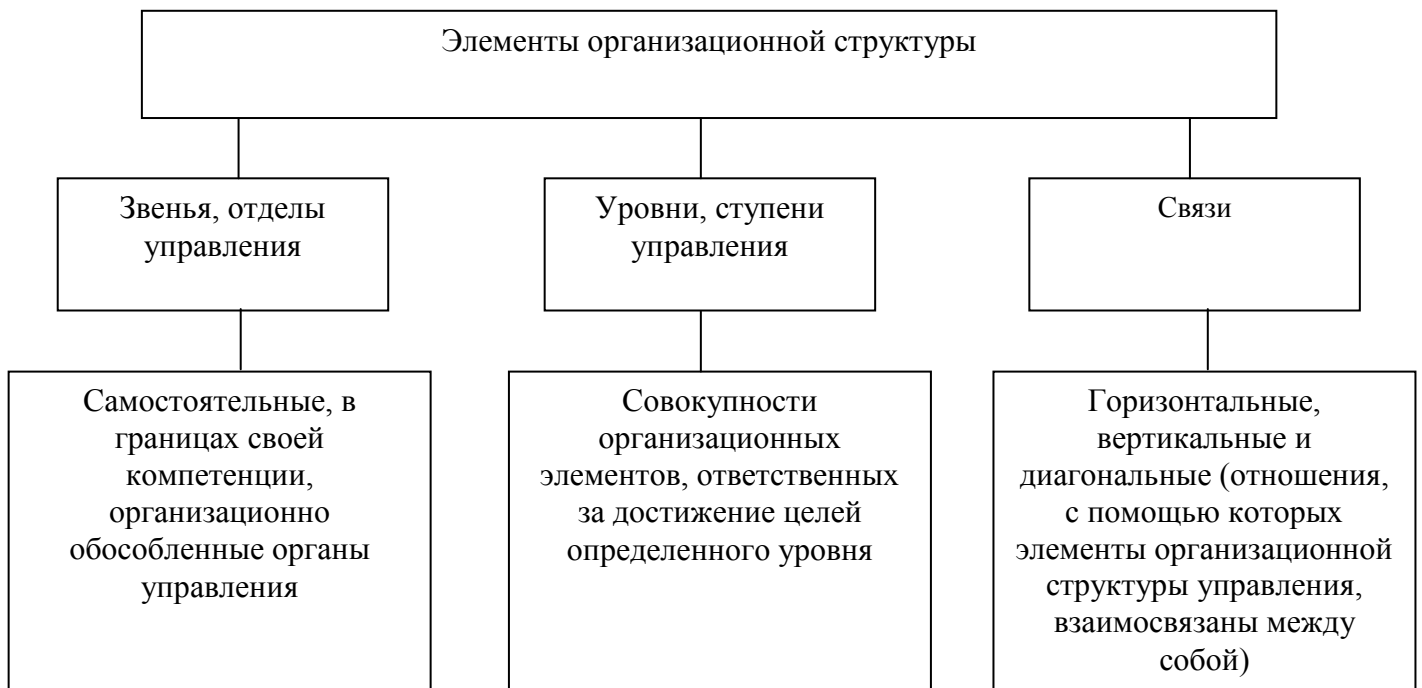 Элементы организационной структуры
Звенья, отделы
управления
Уровни, ступени
управления
Связи
Самостоятельные, в
границах своей
компетенции,
организационно
обособленные органы
управления
Совокупности
организационных
элементов, ответственных
за достижение целей
определенного уровня
Горизонтальные,
вертикальные и
диагональные (отношения,
с помощью которых
элементы организационной
структуры управления,
взаимосвязаны между
собой)